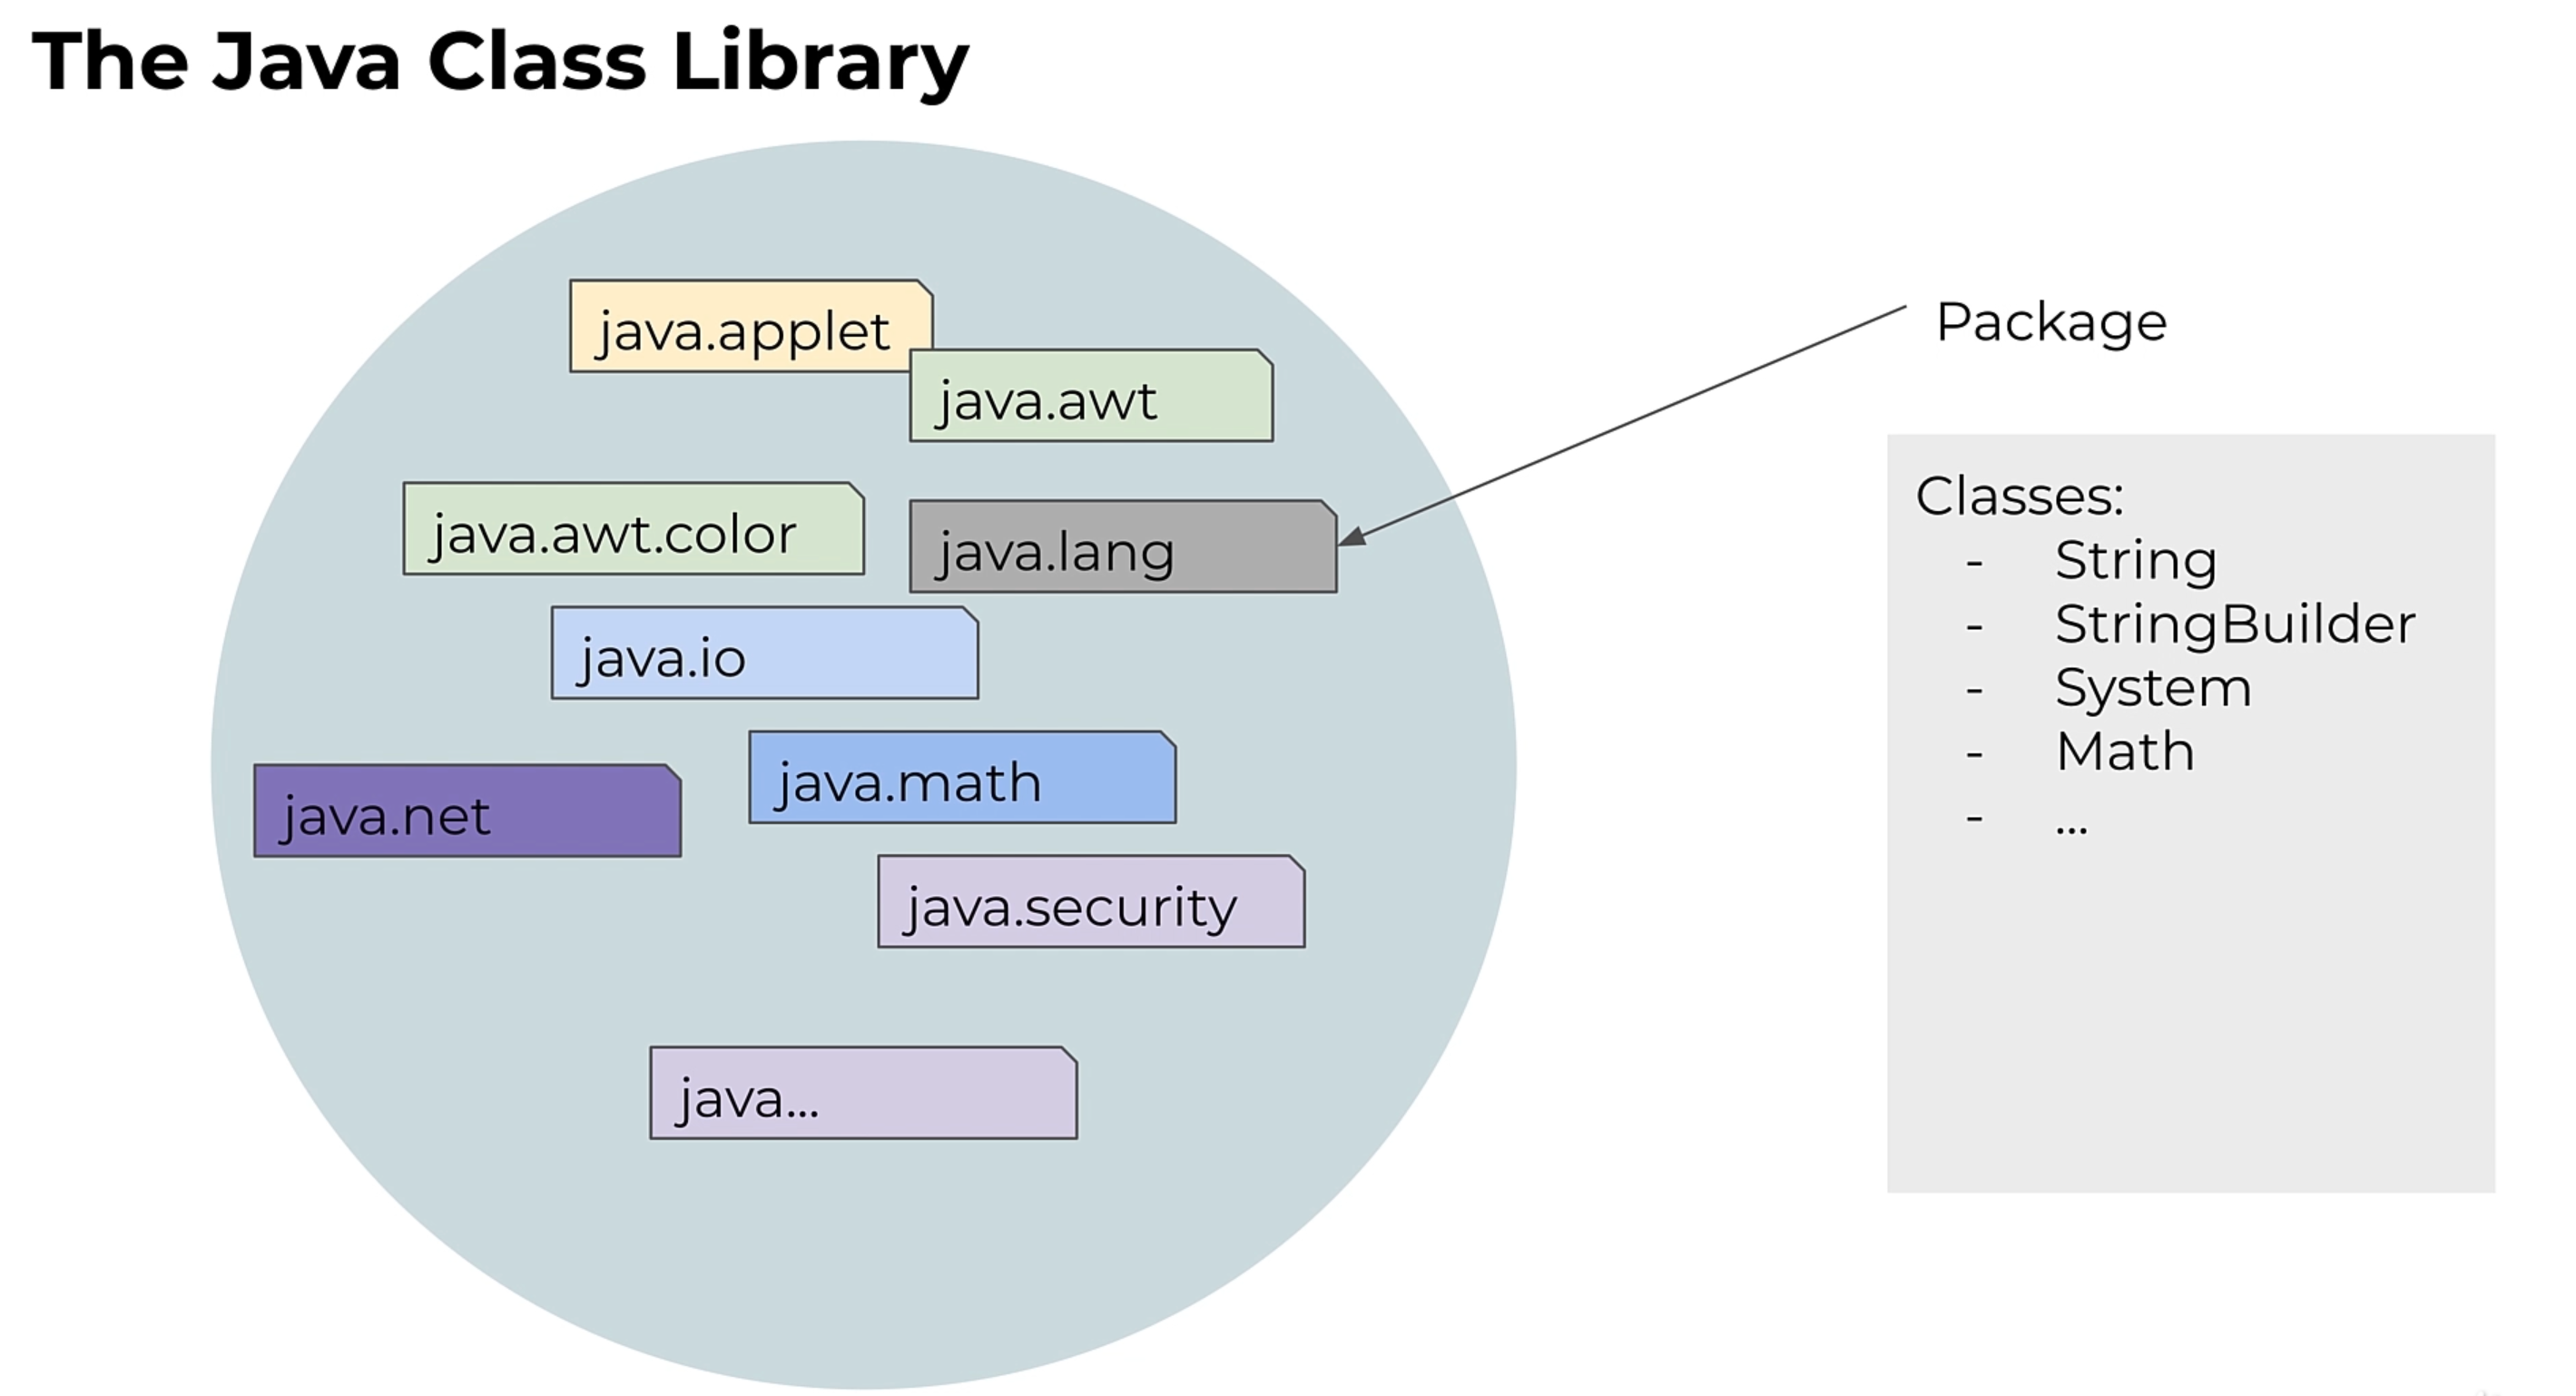 The Java Class Library
java.applet
java.awt
java.awt.color
java.lang
java.io
java.math
java.net
java.security
java...
Package
Classes:
- String
- StringBuilder
- System
- Math
- ...